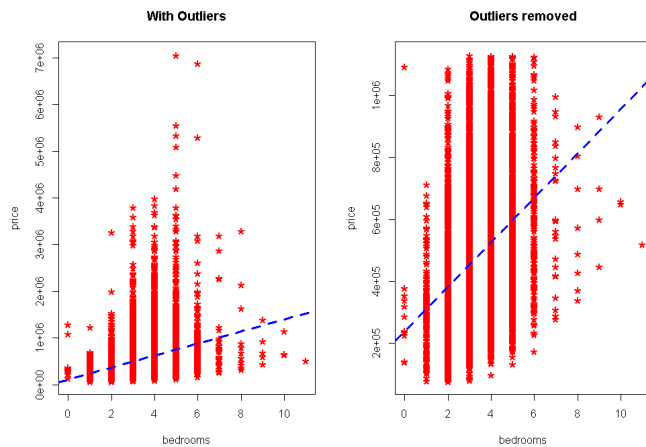 With Outliers
price
7e+06
6e+06
5e+06
4e+06
3e+06
2e+06
1e+06
0e+00
0 2 4 6 8 10
bedrooms
Outliers removed
price
1e+06
8e+05
6e+05
4e+05
2e+05
0 2 4 6 8 10
bedrooms